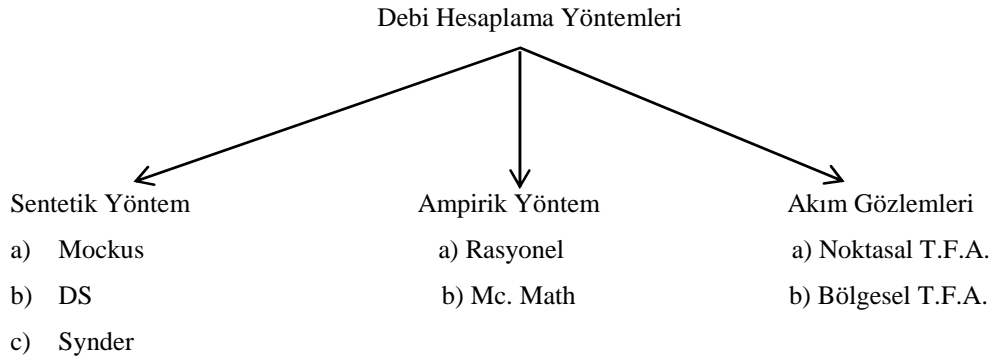 Debi Hesaplama Yöntemleri
Sentetik Yöntem Ampirik Yöntem Akım Gözlemleri
a) Mockus a) Rasyonel a) Noktasal T.F.A.
b) DS b) Mc. Math b) Bölgesel T.F.A.
c) Synder